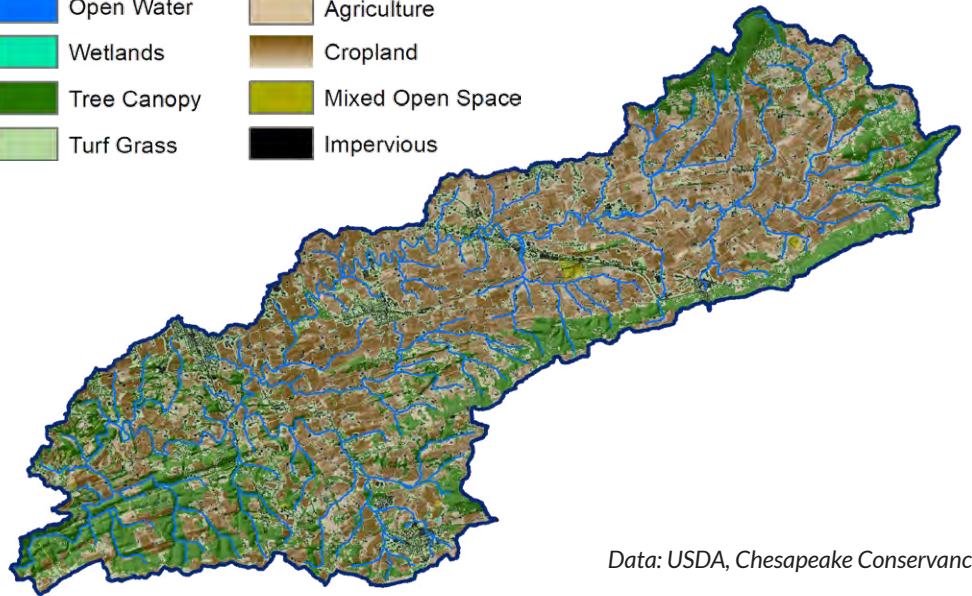 Open Water
Agriculture
Wetlands
Cropland
Tree Canopy
Mixed Open Space
Turf Grass
Impervious
Data: USDA, Chesapeake Conservanc